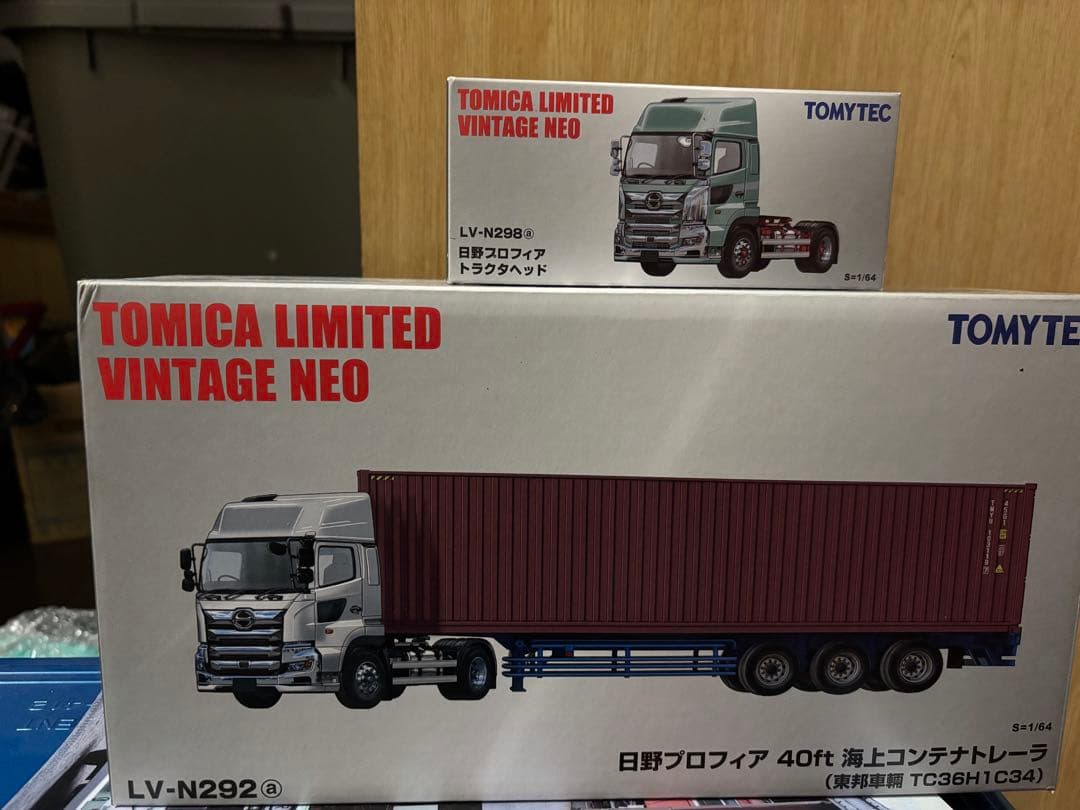 TOMICA LIMITED
VINTAGE NEO
TOMYTEC
LV-N298ⓐ
日野プロフィア
トラクタヘッド
S=1/64
TOMICA LIMITED
VINTAGE NEO
TOMYTE
45G1
S=1/64
日野プロフィア 40ft 海上コンテナトレーラ
(東邦車輛 TC36H1C34)
LV-N292ⓐ